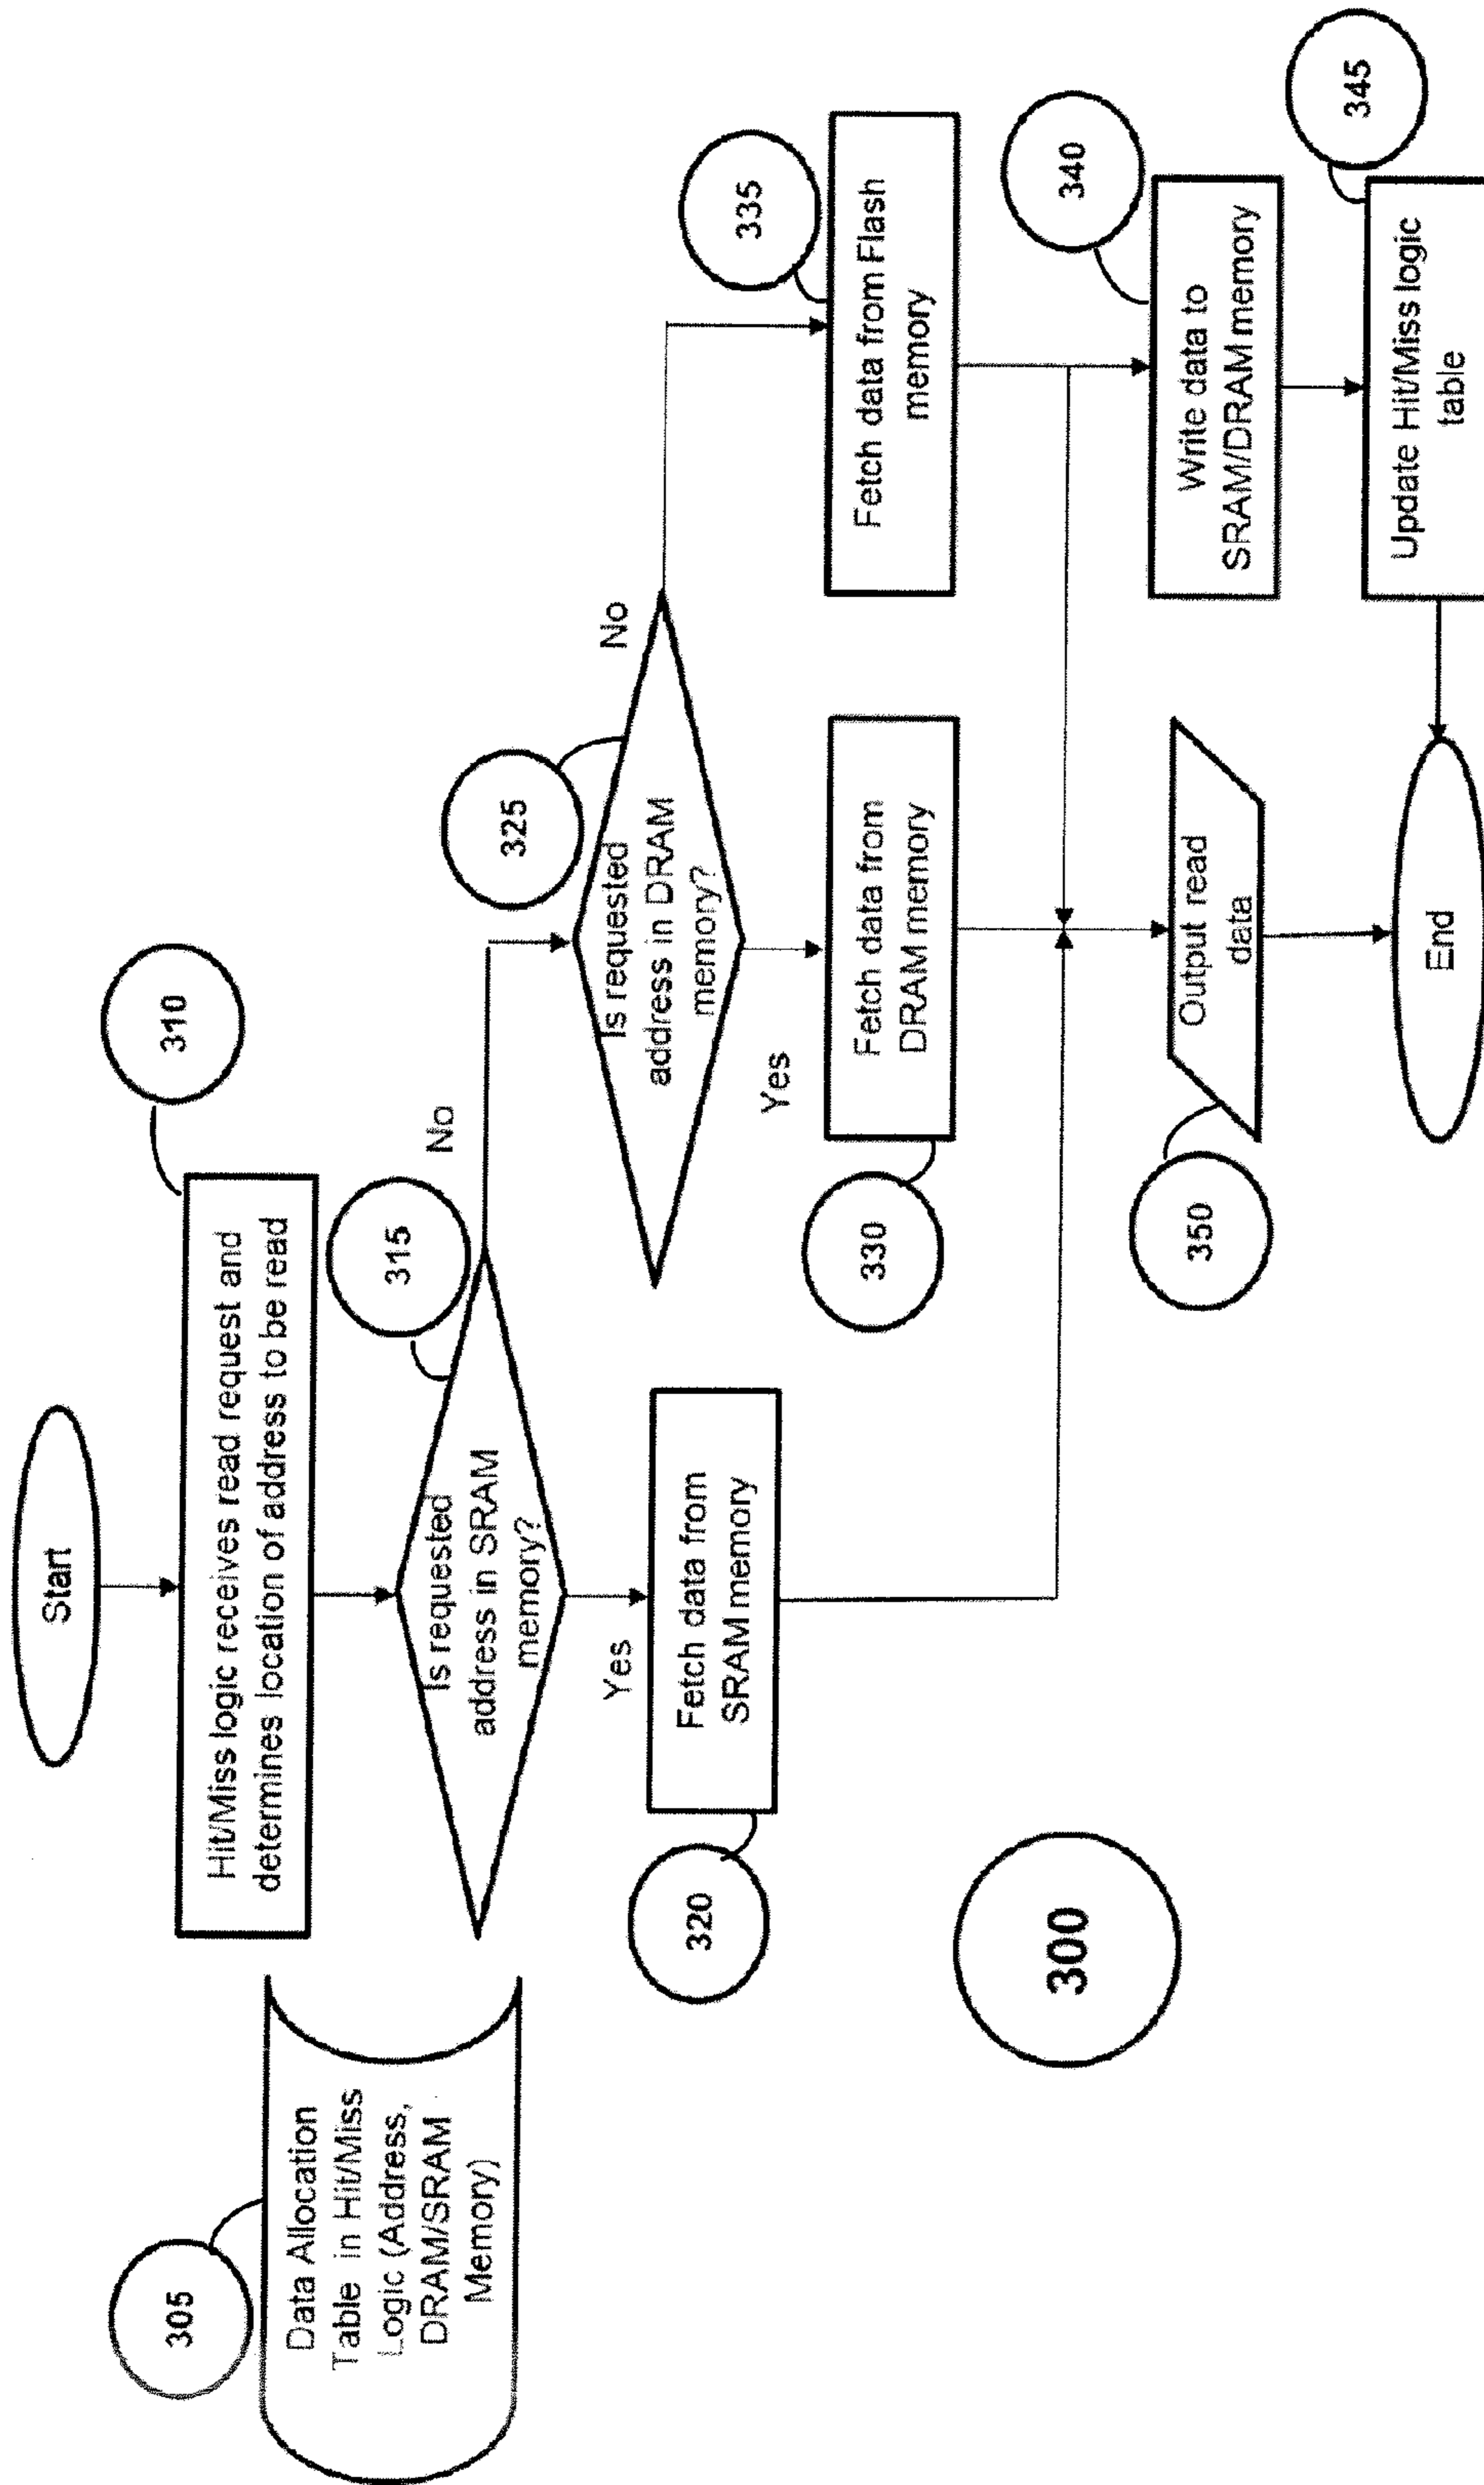 Start
310
Hit/Miss logic receives read request and
determines location of address to be read
305
Data Allocation
Table in Hit/Miss
Logic (Address,
DRAM/SRAM
Memory)
315
Is requested
address in SRAM
memory?
No
Yes
325
Is requested
address in DRAM
memory?
No
Yes
320
Fetch data from
SRAM memory
330
Fetch data from
DRAM memory
335
Fetch data from Flash
memory
300
350
Output read
data
340
Write data to
SRAM/DRAM memory
345
Update Hit/Miss logic
table
End